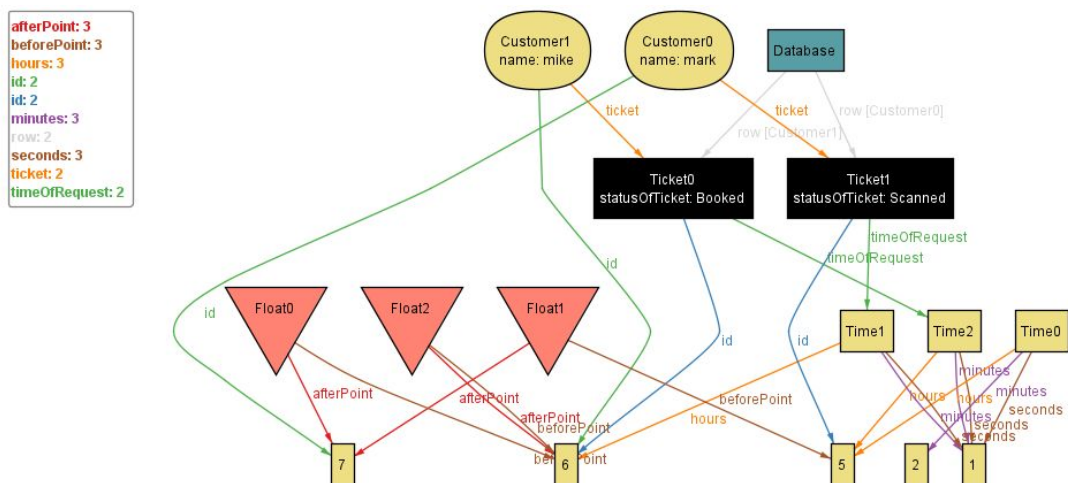 afterPoint: 3
beforePoint: 3
hours: 3
id: 2
id: 2
minutes: 3
row: 2
seconds: 3
ticket: 2
timeOfRequest: 2
Customer1
name: mike
Customer0
name: mark
Database
ticket
ticket
row [Customer0]
row [Customer1]
Ticket0
statusOfTicket: Booked
Ticket1
statusOfTicket: Scanned
timeOfRequest
timeOfRequest
id
Float0
Float2
Float1
Time1
Time2
Time0
id
id
id
minutes
afterPoint
afterPoint
beforePoint
hours
hours
minutes
afterPoint
hours
minutes
seconds
beforePoint
seconds
seconds
beforePoint
7
6
5
2
1